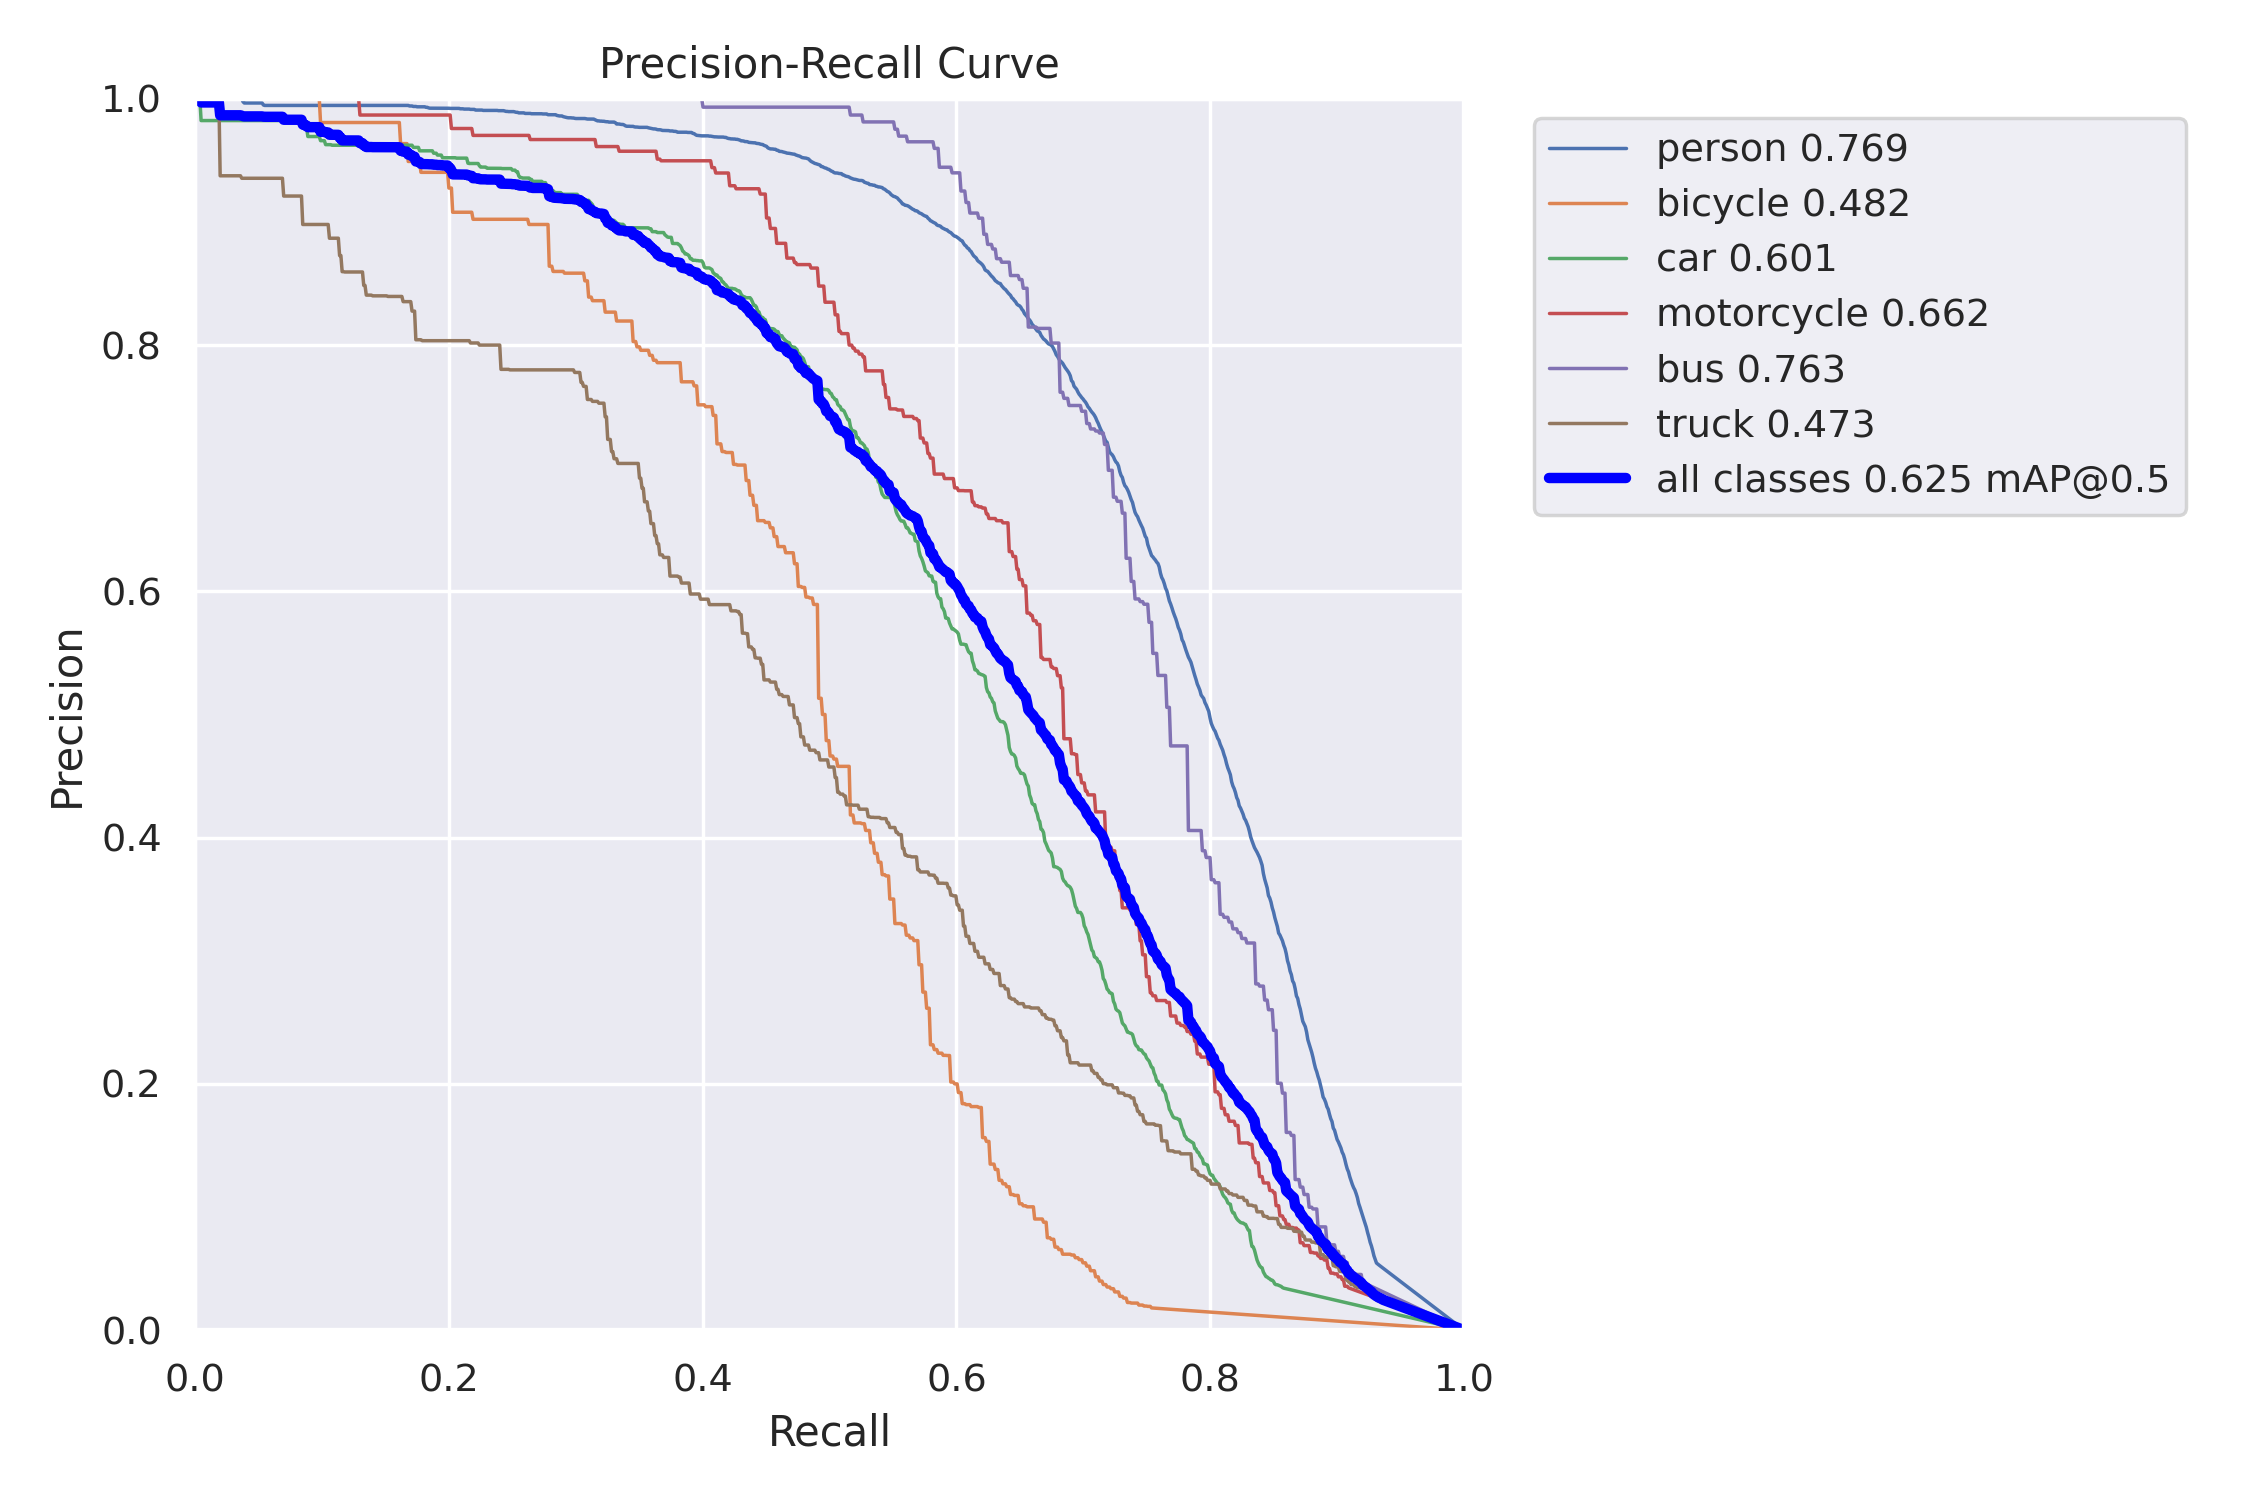 Precision-Recall Curve
1.0
0.8
0.6
0.4
0.2
0.0
Precision
0.0 0.2 0.4 0.6 0.8 1.0
Recall
person 0.769
bicycle 0.482
car 0.601
motorcycle 0.662
bus 0.763
truck 0.473
all classes 0.625 mAP@0.5